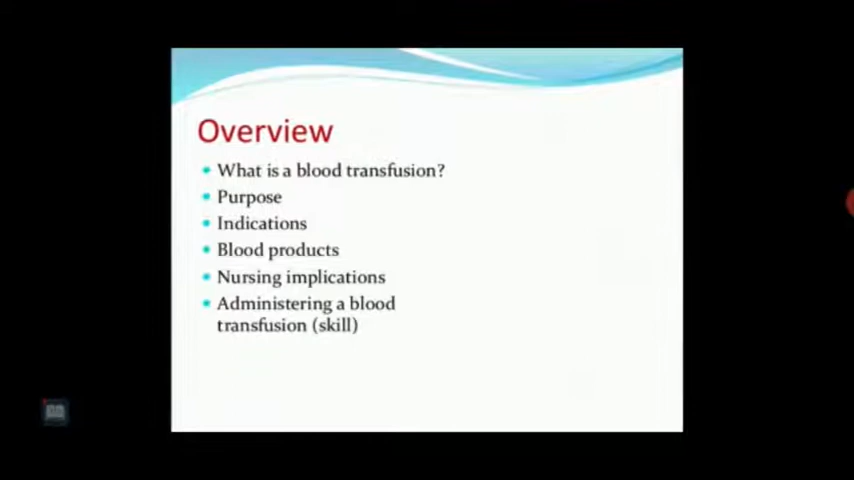 Overview
What is a blood transfusion?
Purpose
Indications
Blood products
Nursing implications
Administering a blood
transfusion (skill)